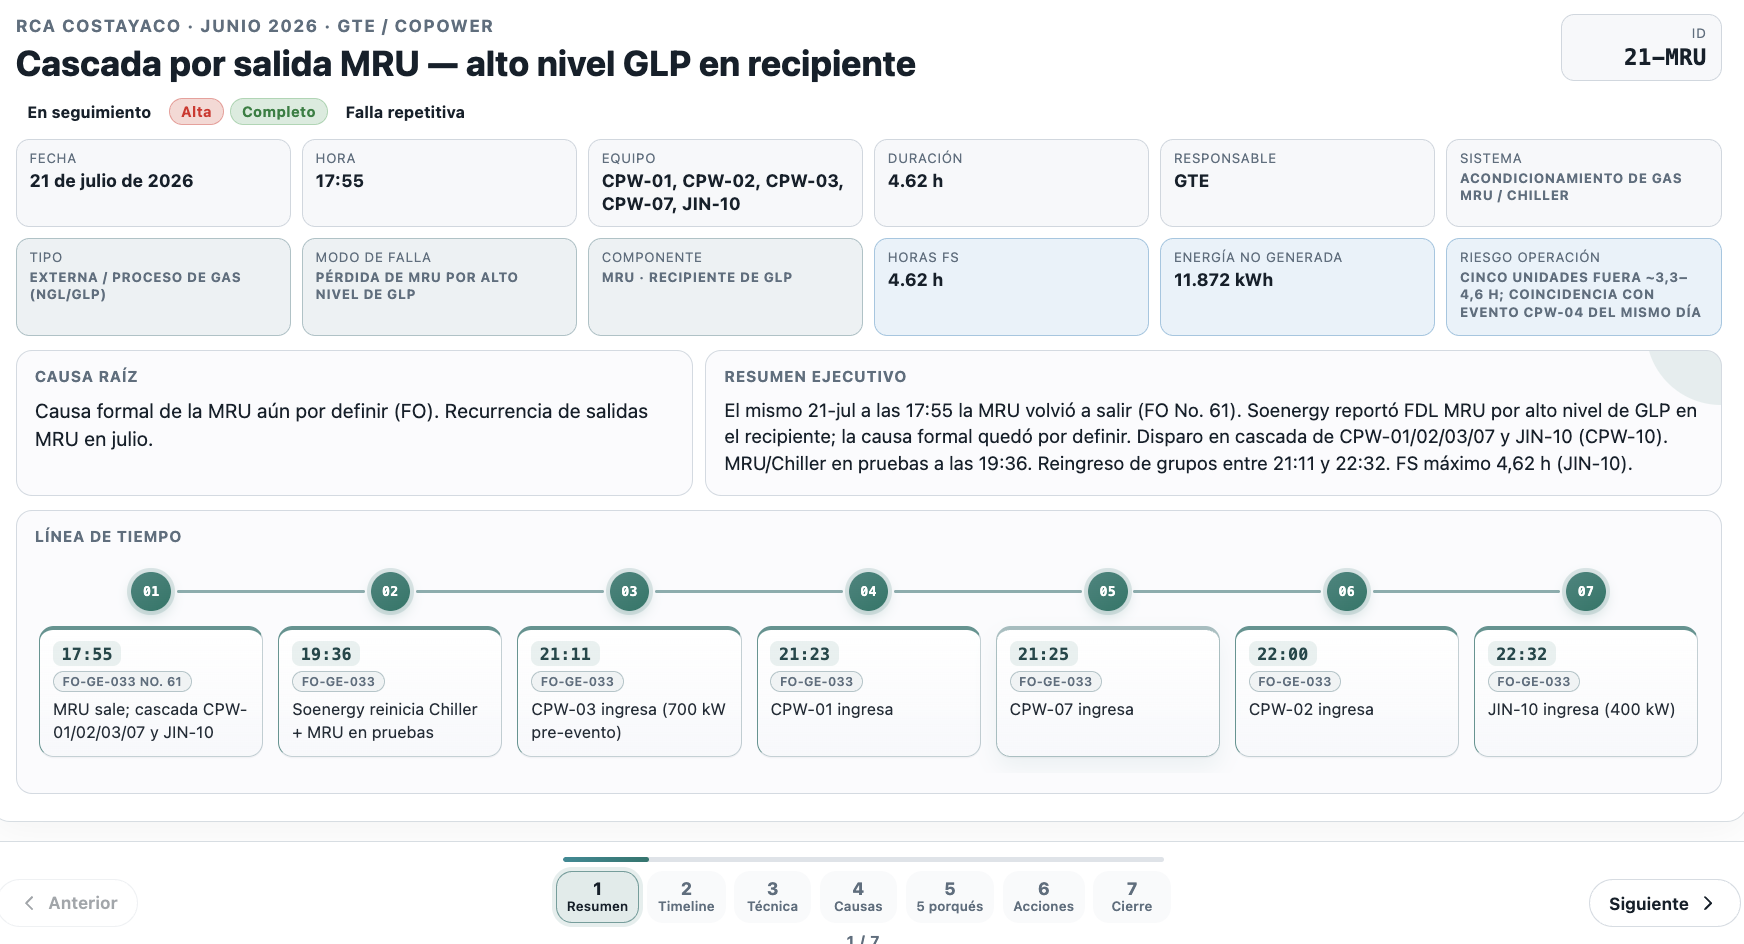 RCA COSTAYACO · JUNIO 2026 · GTE / COPOWER
Cascada por salida MRU — alto nivel GLP en recipiente
ID
21-MRU
En seguimiento
Alta
Completo
Falla repetitiva
FECHA
21 de julio de 2026
HORA
17:55
EQUIPO
CPW-01, CPW-02, CPW-03,
CPW-07, JIN-10
DURACIÓN
4.62 h
RESPONSABLE
GTE
SISTEMA
ACONDICIONAMIENTO DE GAS
MRU / CHILLER
TIPO
EXTERNA / PROCESO DE GAS
(NGL/GLP)
MODO DE FALLA
PÉRDIDA DE MRU POR ALTO
NIVEL DE GLP
COMPONENTE
MRU · RECIPIENTE DE GLP
HORAS FS
4.62 h
ENERGÍA NO GENERADA
11.872 kWh
RIESGO OPERACIÓN
CINCO UNIDADES FUERA ~3,3–
4,6 H; COINCIDENCIA CON
EVENTO CPW-04 DEL MISMO DÍA
CAUSA RAÍZ
Causa formal de la MRU aún por definir (FO). Recurrencia de salidas
MRU en julio.
RESUMEN EJECUTIVO
El mismo 21-jul a las 17:55 la MRU volvió a salir (FO No. 61). Soenergy reportó FDL MRU por alto nivel de GLP en
el recipiente; la causa formal quedó por definir. Disparo en cascada de CPW-01/02/03/07 y JIN-10 (CPW-10).
MRU/Chiller en pruebas a las 19:36. Reingreso de grupos entre 21:11 y 22:32. FS máximo 4,62 h (JIN-10).
LÍNEA DE TIEMPO
01
02
03
04
05
06
07
17:55
FO-GE-033 NO. 61
MRU sale; cascada CPW-
01/02/03/07 y JIN-10
19:36
FO-GE-033
Soenergy reinicia Chiller
+ MRU en pruebas
21:11
FO-GE-033
CPW-03 ingresa (700 kW
pre-evento)
21:23
FO-GE-033
CPW-01 ingresa
21:25
FO-GE-033
CPW-07 ingresa
22:00
FO-GE-033
CPW-02 ingresa
22:32
FO-GE-033
JIN-10 ingresa (400 kW)
Anterior
1
Resumen
2
Timeline
3
Técnica
4
Causas
5
5 porqués
6
Acciones
7
Cierre
Siguiente
1 / 7